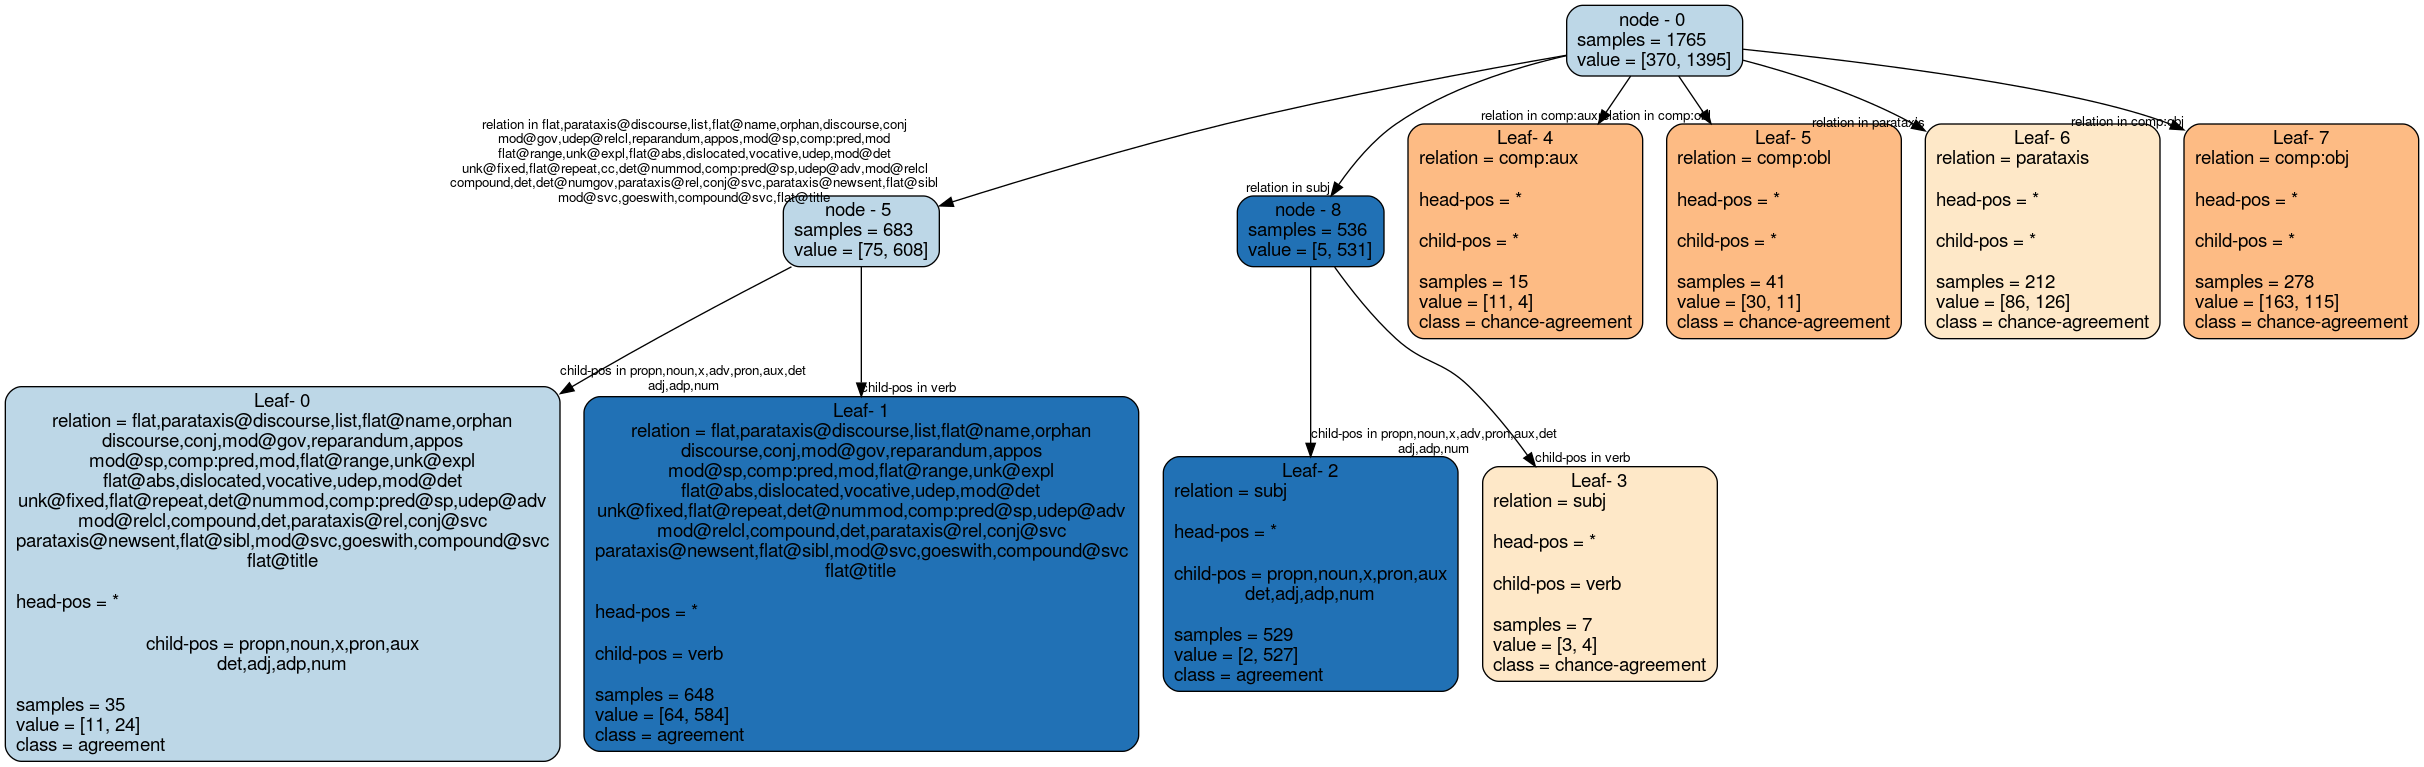 node - 0
samples = 1765
value = [370, 1395]
relation in flat,parataxis@discourse,list,flat@name,orphan,discourse,conj
mod@gov,udep@relcl,reparandum,appos,mod@sp,comp:pred,mod
flat@range,unk@expl,flat@abs,dislocated,vocative,udep,mod@det
unk@fixed,flat@repeat,cc,det@nummod,comp:pred@sp,udep@adv,mod@relcl
compound,det,det@numgov,parataxis@rel,conj@svc,parataxis@newsent,flat@sibl
mod@svc,goeswith,compound@svc,flat@title
relation in subj
relation in comp:aux
relation in comp:obl
relation in parataxis
relation in comp:obj
node - 5
samples = 683
value = [75, 608]
node - 8
samples = 536
value = [5, 531]
Leaf- 4
relation = comp:aux
head-pos = *
child-pos = *
samples = 15
value = [11, 4]
class = chance-agreement
Leaf- 5
relation = comp:obl
head-pos = *
child-pos = *
samples = 41
value = [30, 11]
class = chance-agreement
Leaf- 6
relation = parataxis
head-pos = *
child-pos = *
samples = 212
value = [86, 126]
class = chance-agreement
Leaf- 7
relation = comp:obj
head-pos = *
child-pos = *
samples = 278
value = [163, 115]
class = chance-agreement
child-pos in propn,noun,x,adv,pron,aux,det
adj,adp,num
child-pos in verb
child-pos in propn,noun,x,adv,pron,aux,det
adj,adp,num
child-pos in verb
Leaf- 0
relation = flat,parataxis@discourse,list,flat@name,orphan
discourse,conj,mod@gov,reparandum,appos
mod@sp,comp:pred,mod,flat@range,unk@expl
flat@abs,dislocated,vocative,udep,mod@det
unk@fixed,flat@repeat,det@nummod,comp:pred@sp,udep@adv
mod@relcl,compound,det,parataxis@rel,conj@svc
parataxis@newsent,flat@sibl,mod@svc,goeswith,compound@svc
flat@title
head-pos = *
child-pos = propn,noun,x,pron,aux
det,adj,adp,num
samples = 35
value = [11, 24]
class = agreement
Leaf- 1
relation = flat,parataxis@discourse,list,flat@name,orphan
discourse,conj,mod@gov,reparandum,appos
mod@sp,comp:pred,mod,flat@range,unk@expl
flat@abs,dislocated,vocative,udep,mod@det
unk@fixed,flat@repeat,det@nummod,comp:pred@sp,udep@adv
mod@relcl,compound,det,parataxis@rel,conj@svc
parataxis@newsent,flat@sibl,mod@svc,goeswith,compound@svc
flat@title
head-pos = *
child-pos = verb
samples = 648
value = [64, 584]
class = agreement
Leaf- 2
relation = subj
head-pos = *
child-pos = propn,noun,x,pron,aux
det,adj,adp,num
samples = 529
value = [2, 527]
class = agreement
Leaf- 3
relation = subj
head-pos = *
child-pos = verb
samples = 7
value = [3, 4]
class = chance-agreement